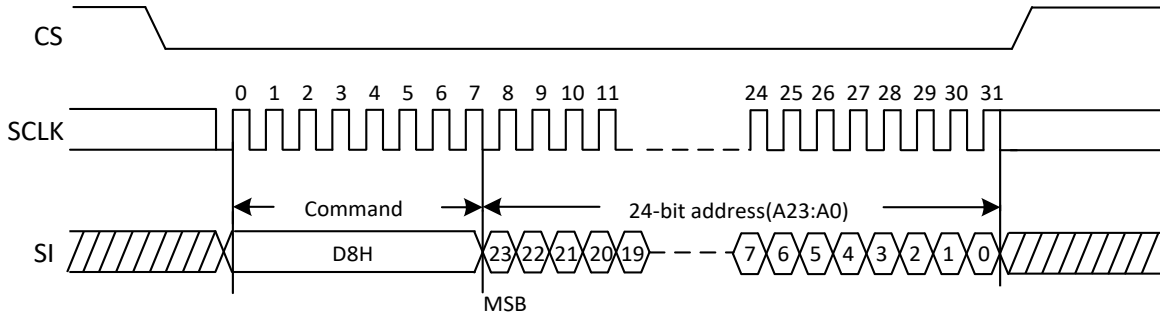 CS
0 1 2 3 4 5 6 7 8 9 10 11 24 25 26 27 28 29 30 31
SCLK
Command 24-bit address(A23:A0)
SI D8H 23 22 21 20 19 7 6 5 4 3 2 1 0
MSB